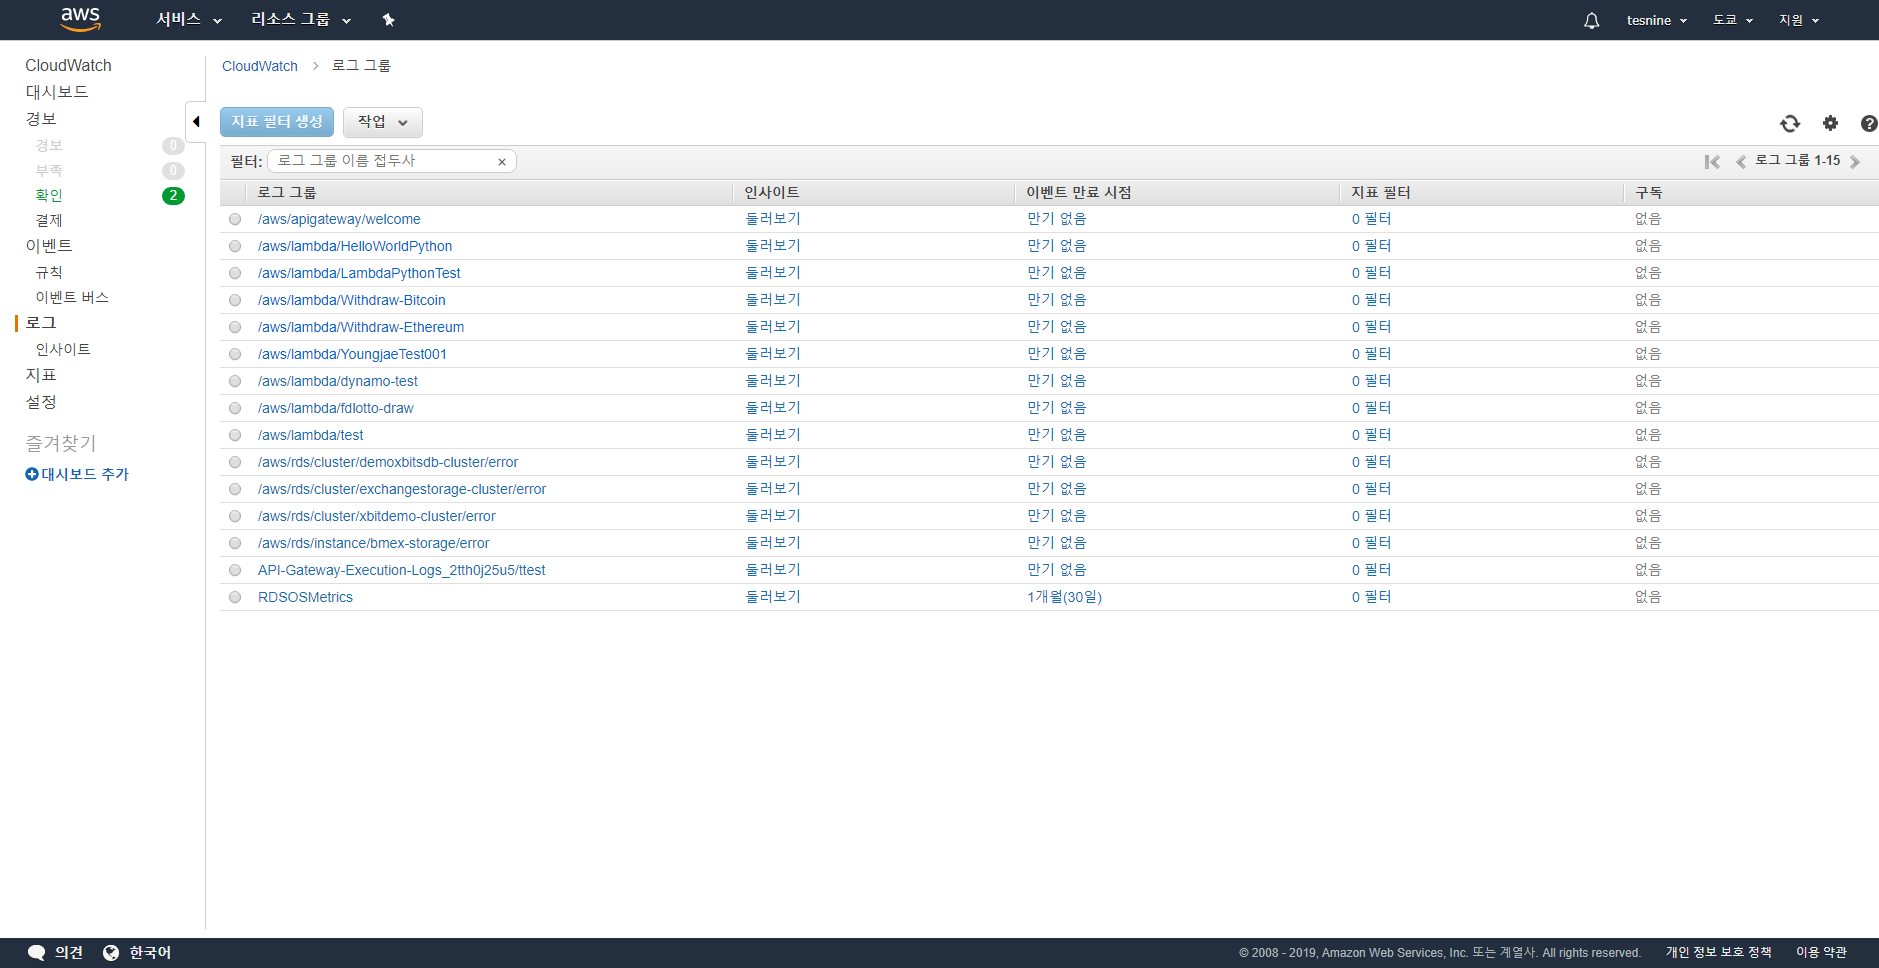 aws 서비스 리소스 그룹 tesnine 도쿄 지원
CloudWatch
대시보드
경보
경보 0
부족 0
확인 2
결제
이벤트
규칙
이벤트 버스
로그
인사이트
지표
설정
즐겨찾기
대시보드 추가
CloudWatch > 로그 그룹
지표 필터 생성 작업
필터: 로그 그룹 이름 접두사 × 로그 그룹 1-15
로그 그룹 인사이트 이벤트 만료 시점 지표 필터 구독
/aws/apigateway/welcome 둘러보기 만기 없음 0 필터 없음
/aws/lambda/HelloWorldPython 둘러보기 만기 없음 0 필터 없음
/aws/lambda/LambdaPythonTest 둘러보기 만기 없음 0 필터 없음
/aws/lambda/Withdraw-Bitcoin 둘러보기 만기 없음 0 필터 없음
/aws/lambda/Withdraw-Ethereum 둘러보기 만기 없음 0 필터 없음
/aws/lambda/YoungjaeTest001 둘러보기 만기 없음 0 필터 없음
/aws/lambda/dynamo-test 둘러보기 만기 없음 0 필터 없음
/aws/lambda/fdlotto-draw 둘러보기 만기 없음 0 필터 없음
/aws/lambda/test 둘러보기 만기 없음 0 필터 없음
/aws/rds/cluster/demoxbitsdb-cluster/error 둘러보기 만기 없음 0 필터 없음
/aws/rds/cluster/exchangestorage-cluster/error 둘러보기 만기 없음 0 필터 없음
/aws/rds/cluster/xbitdemo-cluster/error 둘러보기 만기 없음 0 필터 없음
/aws/rds/instance/bmex-storage/error 둘러보기 만기 없음 0 필터 없음
API-Gateway-Execution-Logs_2tth0j25u5/ttest 둘러보기 만기 없음 0 필터 없음
RDSOSMetrics 둘러보기 1개월(30일) 0 필터 없음
의견 한국어 © 2008 - 2019, Amazon Web Services, Inc. 또는 계열사. All rights reserved. 개인 정보 보호 정책 이용 약관